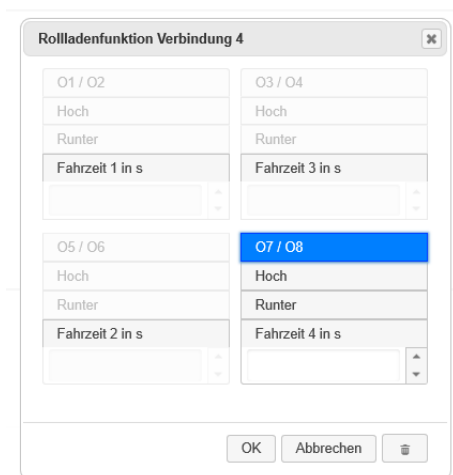 Rollladenfunktion Verbindung 4
O1 / O2
Hoch
Runter
Fahrzeit 1 in s
O3 / O4
Hoch
Runter
Fahrzeit 3 in s
O5 / O6
Hoch
Runter
Fahrzeit 2 in s
O7 / O8
Hoch
Runter
Fahrzeit 4 in s
OK
Abbrechen